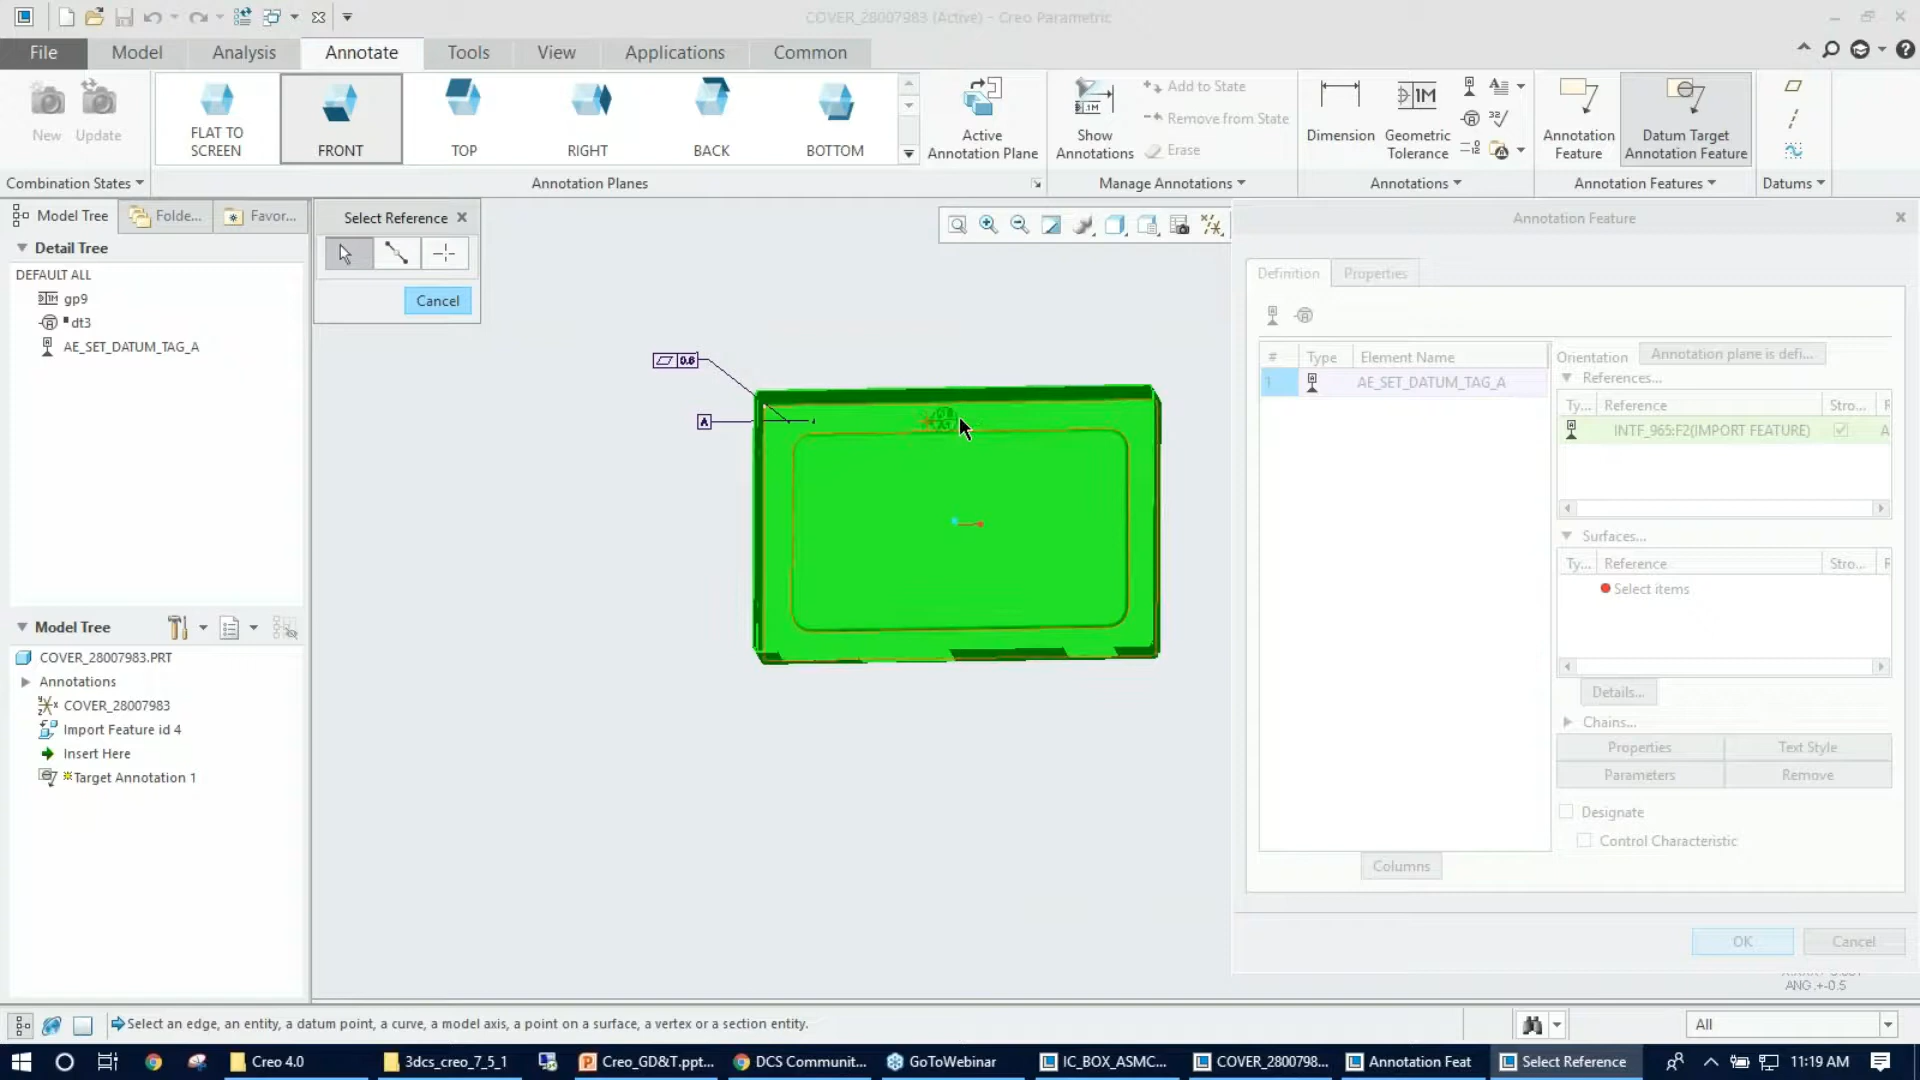 COVER_28007983 (Active) - Creo Parametric
File Model Analysis Annotate Tools View Applications Common
New Update
FLAT TO SCREEN
FRONT
TOP
RIGHT
BACK
BOTTOM
Active Annotation Plane
Show Annotations
Add to State
Remove from State
Erase
Dimension
Geometric Tolerance
Annotation Feature
Datum Target Annotation Feature
Combination States
Annotation Planes
Manage Annotations
Annotations
Annotation Features
Datums
Model Tree Folde... Favor...
Detail Tree
DEFAULT ALL
gp9
dt3
AE_SET_DATUM_TAG_A
Model Tree
COVER_28007983.PRT
Annotations
COVER_28007983
Import Feature id 4
Insert Here
Target Annotation 1
Select Reference
Cancel
0.6
A
Annotation Feature
Definition Properties
# Type Element Name
1 AE_SET_DATUM_TAG_A
Columns
Orientation Annotation plane is defi...
References...
Ty... Reference Stro... R
INTF_965:F2(IMPORT FEATURE) A
Surfaces...
Ty... Reference Stro... R
Select items
Details...
Chains...
Properties Text Style
Parameters Remove
Designate
Control Characteristic
OK Cancel
ANG .+-0.5
Select an edge, an entity, a datum point, a curve, a model axis, a point on a surface, a vertex or a section entity.
All
Creo 4.0
3dcs_creo_7_5_1
Creo_GD&T.ppt...
DCS Communit...
GoToWebinar
IC_BOX_ASMC...
COVER_2800798...
Annotation Feat
Select Reference
11:19 AM